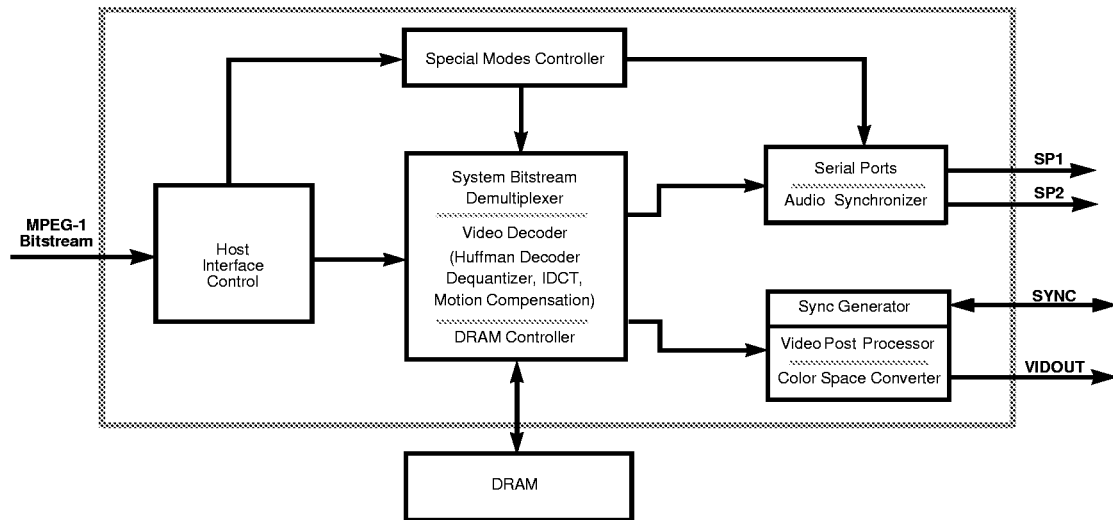 Special Modes Controller
MPEG-1
Bitstream
Host
Interface
Control
System Bitstream
Demultiplexer
Video Decoder
(Huffman Decoder
Dequantizer, IDCT,
Motion Compensation)
DRAM Controller
Serial Ports
Audio Synchronizer
SP1
SP2
Sync Generator
Video Post Processor
Color Space Converter
SYNC
VIDOUT
DRAM